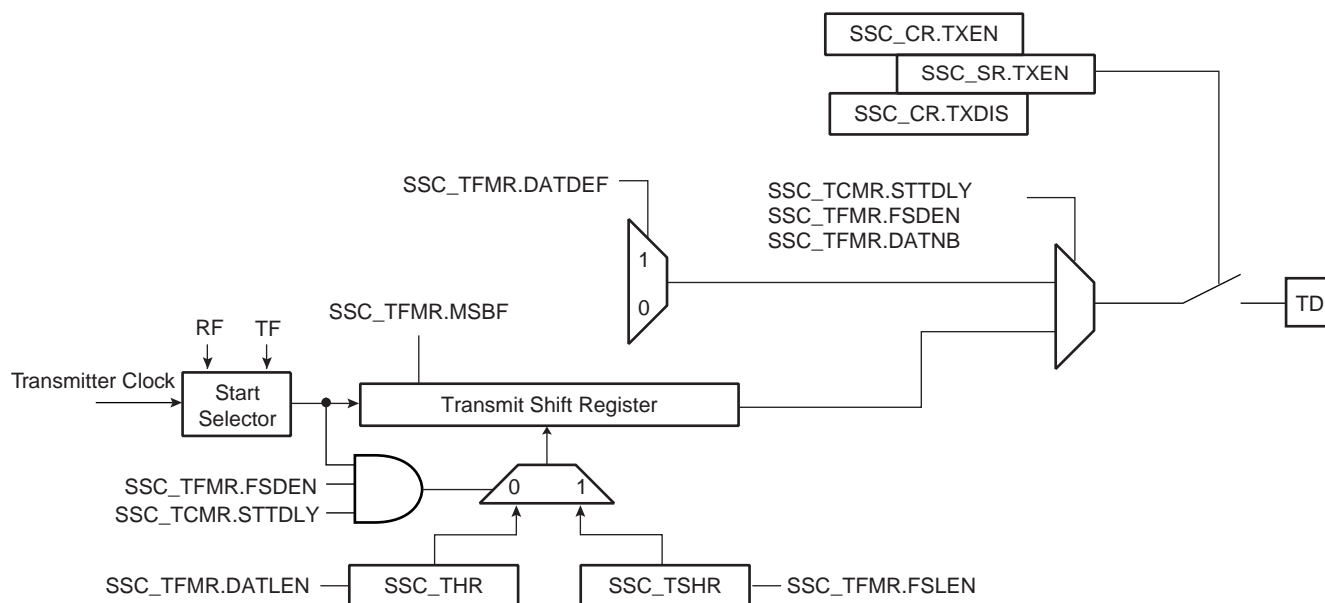 SSC_CR.TXEN
SSC_SR.TXEN
SSC_CR.TXDIS
SSC_TFMR.DATDEF
SSC_TCMR.STTDLY
SSC_TFMR.FSDEN
SSC_TFMR.DATNB
1
0
TD
SSC_TFMR.MSBF
RF
TF
Transmitter Clock
Start
Selector
Transmit Shift Register
0
1
SSC_TFMR.FSDEN
SSC_TCMR.STTDLY
SSC_TFMR.DATLEN
SSC_THR
SSC_TSHR
SSC_TFMR.FSLEN